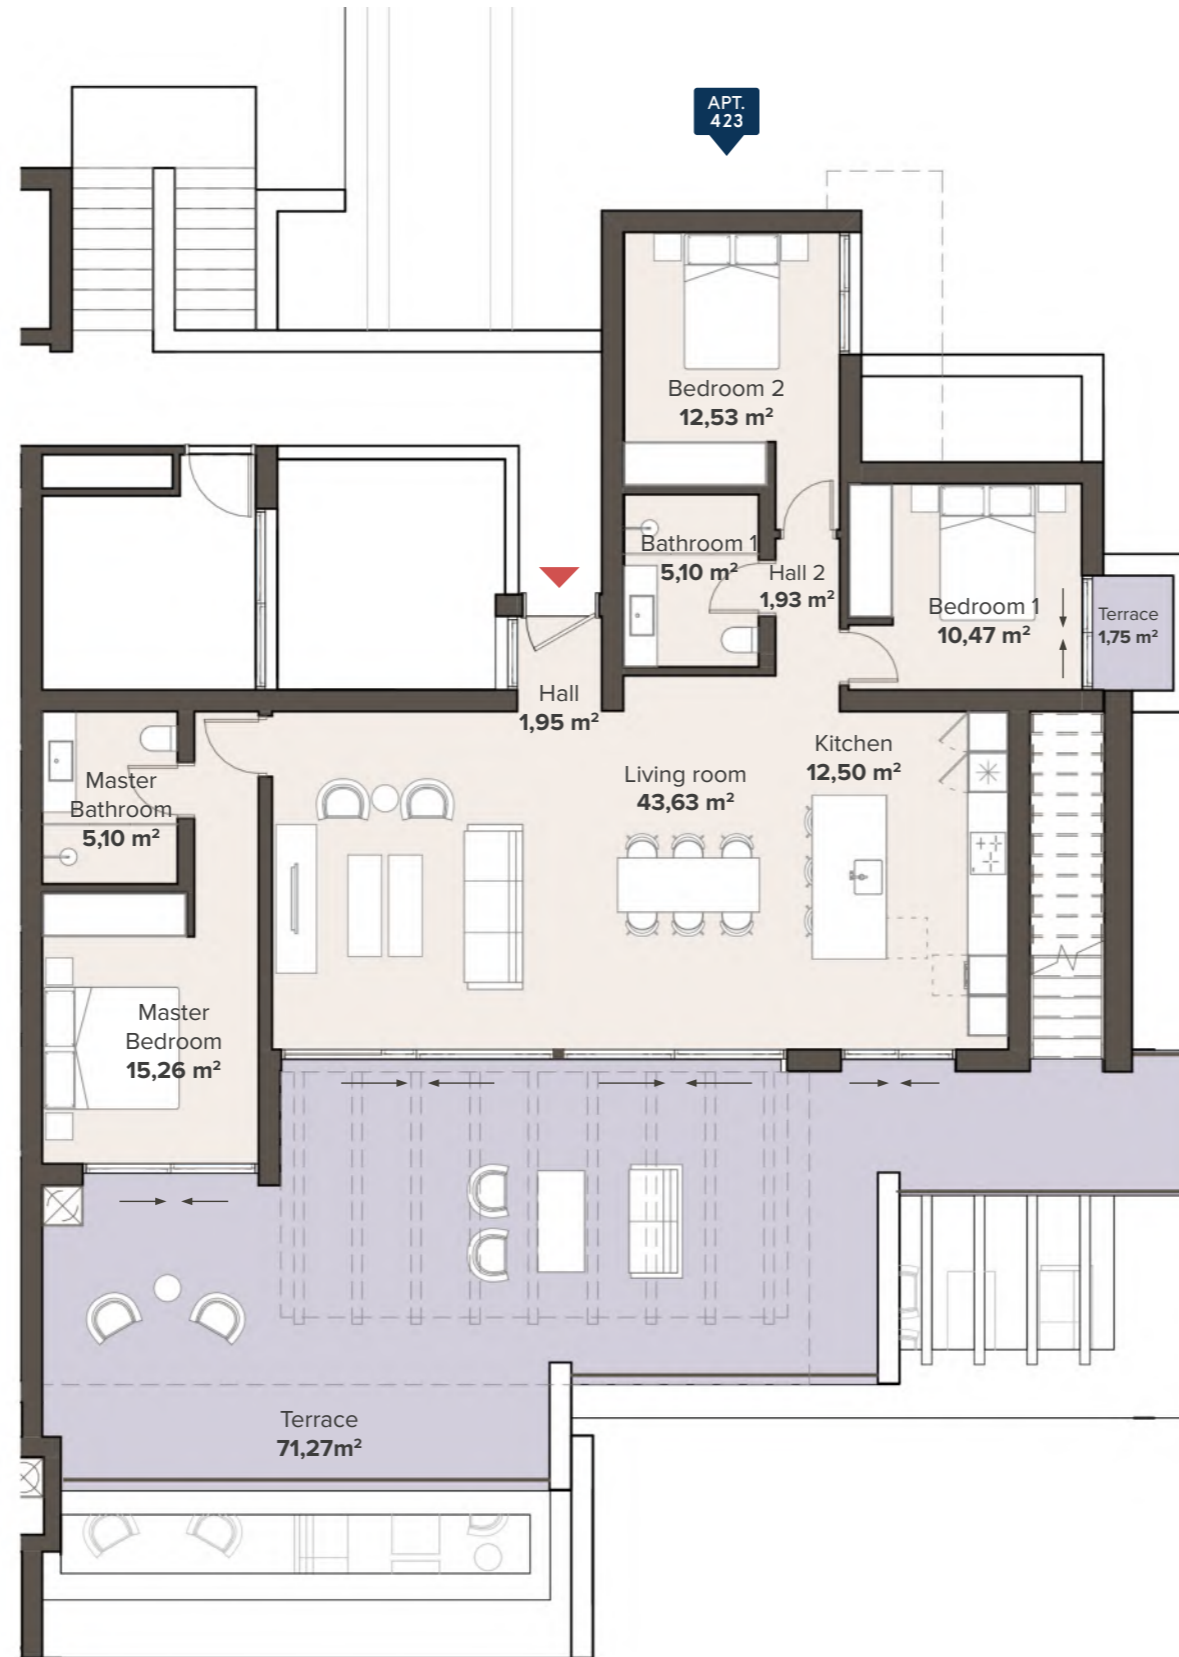 APT.
423
Bedroom 2
12,53 m²
Bathroom 1
5,10 m²
Hall 2
1,93 m²
Bedroom 1
10,47 m²
Terrace
1,75 m²
Hall
1,95 m²
Living room
43,63 m²
Kitchen
12,50 m²
Master
Bathroom
5,10 m²
Master
Bedroom
15,26 m²
Terrace
71,27m²